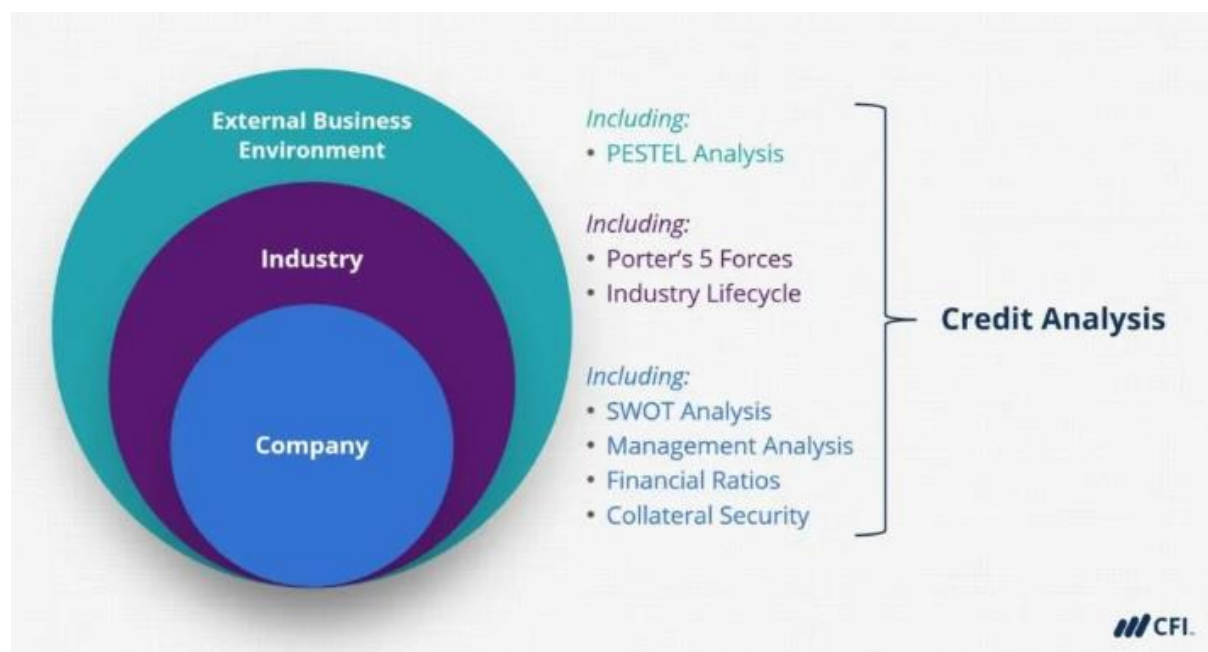 External Business
Environment
Industry
Company
Including:
• PESTEL Analysis
Including:
• Porter's 5 Forces
• Industry Lifecycle
Including:
• SWOT Analysis
• Management Analysis
• Financial Ratios
• Collateral Security
Credit Analysis
CFI™